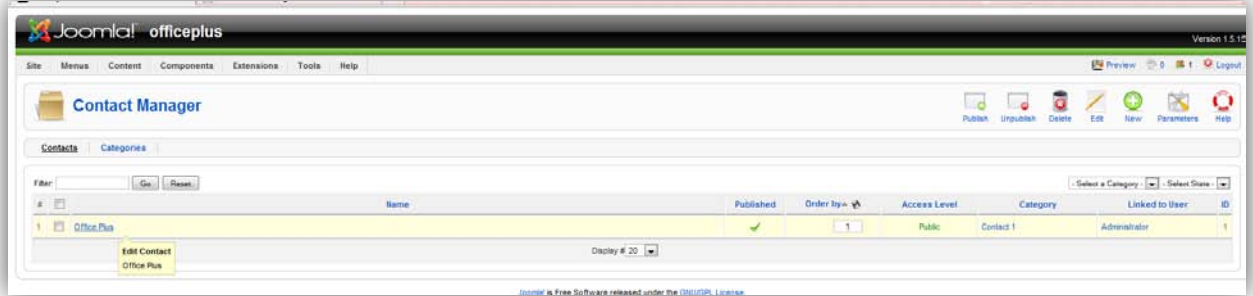 Joomla! officeplus
Version 1.5.15
Site Menus Content Components Extensions Tools Help Preview 0 1 Logout
Contact Manager
Publish Unpublish Delete Edit New Parameters Help
Contacts Categories
Filter: Go Reset - Select a Category - - Select State -
# Name Published Order by Access Level Category Linked to User ID
1 Office Plus 1 Public Contact 1 Administrator 1
Edit Contact
Office Plus
Display # 20
Joomla! is Free Software released under the GNU/GPL License.